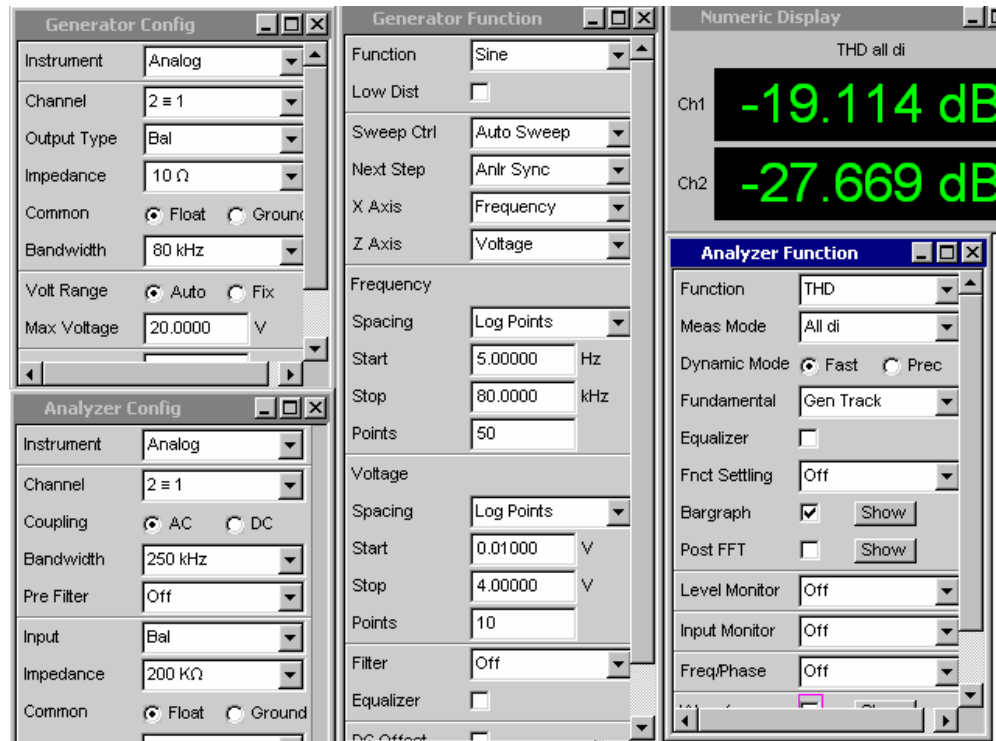 Generator Config
Instrument Analog
Channel 2 ≡ 1
Output Type Bal
Impedance 10 Ω
Common Float Ground
Bandwidth 80 kHz
Volt Range Auto Fix
Max Voltage 20.0000 V
Analyzer Config
Instrument Analog
Channel 2 ≡ 1
Coupling AC DC
Bandwidth 250 kHz
Pre Filter Off
Input Bal
Impedance 200 KΩ
Common Float Ground
Generator Function
Function Sine
Low Dist
Sweep Ctrl Auto Sweep
Next Step Anlr Sync
X Axis Frequency
Z Axis Voltage
Frequency
Spacing Log Points
Start 5.00000 Hz
Stop 80.0000 kHz
Points 50
Voltage
Spacing Log Points
Start 0.01000 V
Stop 4.00000 V
Points 10
Filter Off
Equalizer
DC Offset
Numeric Display
THD all di
Ch1 -19.114 dB
Ch2 -27.669 dB
Analyzer Function
Function THD
Meas Mode All di
Dynamic Mode Fast Prec
Fundamental Gen Track
Equalizer
Fnct Settling Off
Bargraph Show
Post FFT Show
Level Monitor Off
Input Monitor Off
Freq/Phase Off